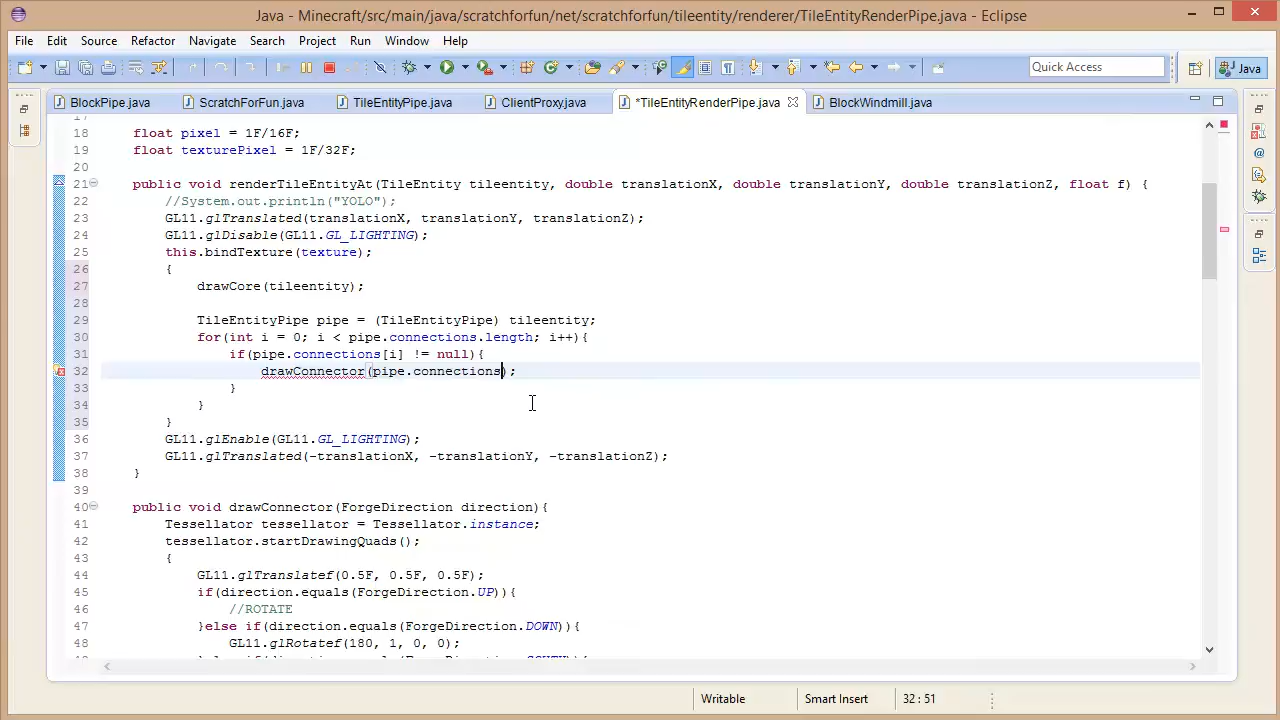 Java - Minecraft/src/main/java/scratchforfun/net/scratchforfun/tileentity/renderer/TileEntityRenderPipe.java - Eclipse
File Edit Source Refactor Navigate Search Project Run Window Help
Quick Access
Java
BlockPipe.java ScratchForFun.java TileEntityPipe.java ClientProxy.java *TileEntityRenderPipe.java BlockWindmill.java
17
18 float pixel = 1F/16F;
19 float texturePixel = 1F/32F;
20
21 public void renderTileEntityAt(TileEntity tileentity, double translationX, double translationY, double translationZ, float f) {
22 //System.out.println("YOLO");
23 GL11.glTranslated(translationX, translationY, translationZ);
24 GL11.glDisable(GL11.GL_LIGHTING);
25 this.bindTexture(texture);
26 {
27 drawCore(tileentity);
28
29 TileEntityPipe pipe = (TileEntityPipe) tileentity;
30 for(int i = 0; i < pipe.connections.length; i++){
31 if(pipe.connections[i] != null){
32 drawConnector(pipe.connections);
33 }
34 }
35 }
36 GL11.glEnable(GL11.GL_LIGHTING);
37 GL11.glTranslated(-translationX, -translationY, -translationZ);
38 }
39
40 public void drawConnector(ForgeDirection direction){
41 Tessellator tessellator = Tessellator.instance;
42 tessellator.startDrawingQuads();
43 {
44 GL11.glTranslatef(0.5F, 0.5F, 0.5F);
45 if(direction.equals(ForgeDirection.UP)){
46 //ROTATE
47 }else if(direction.equals(ForgeDirection.DOWN)){
48 GL11.glRotatef(180, 1, 0, 0);
Writable Smart Insert 32 : 51